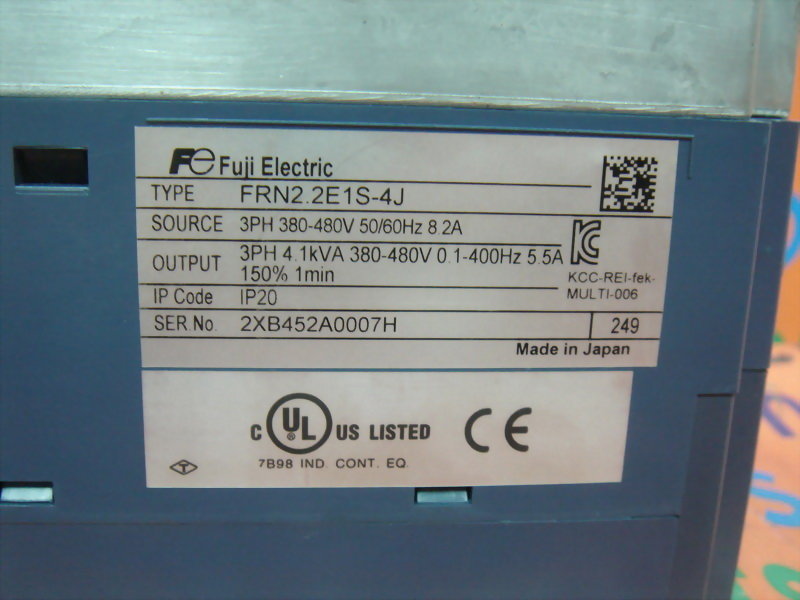 Fe Fuji Electric
TYPE FRN2.2E1S-4J
SOURCE 3PH 380-480V 50/60Hz 8.2A
OUTPUT 3PH 4.1kVA 380-480V 0.1-400Hz 5.5A
150% 1min
KCC-REI-fek-
MULTI-006
IP Code IP20
SER.No. 2XB452A0007H 249
Made in Japan
C UL ® US LISTED CE
7B98 IND. CONT. EQ.
T